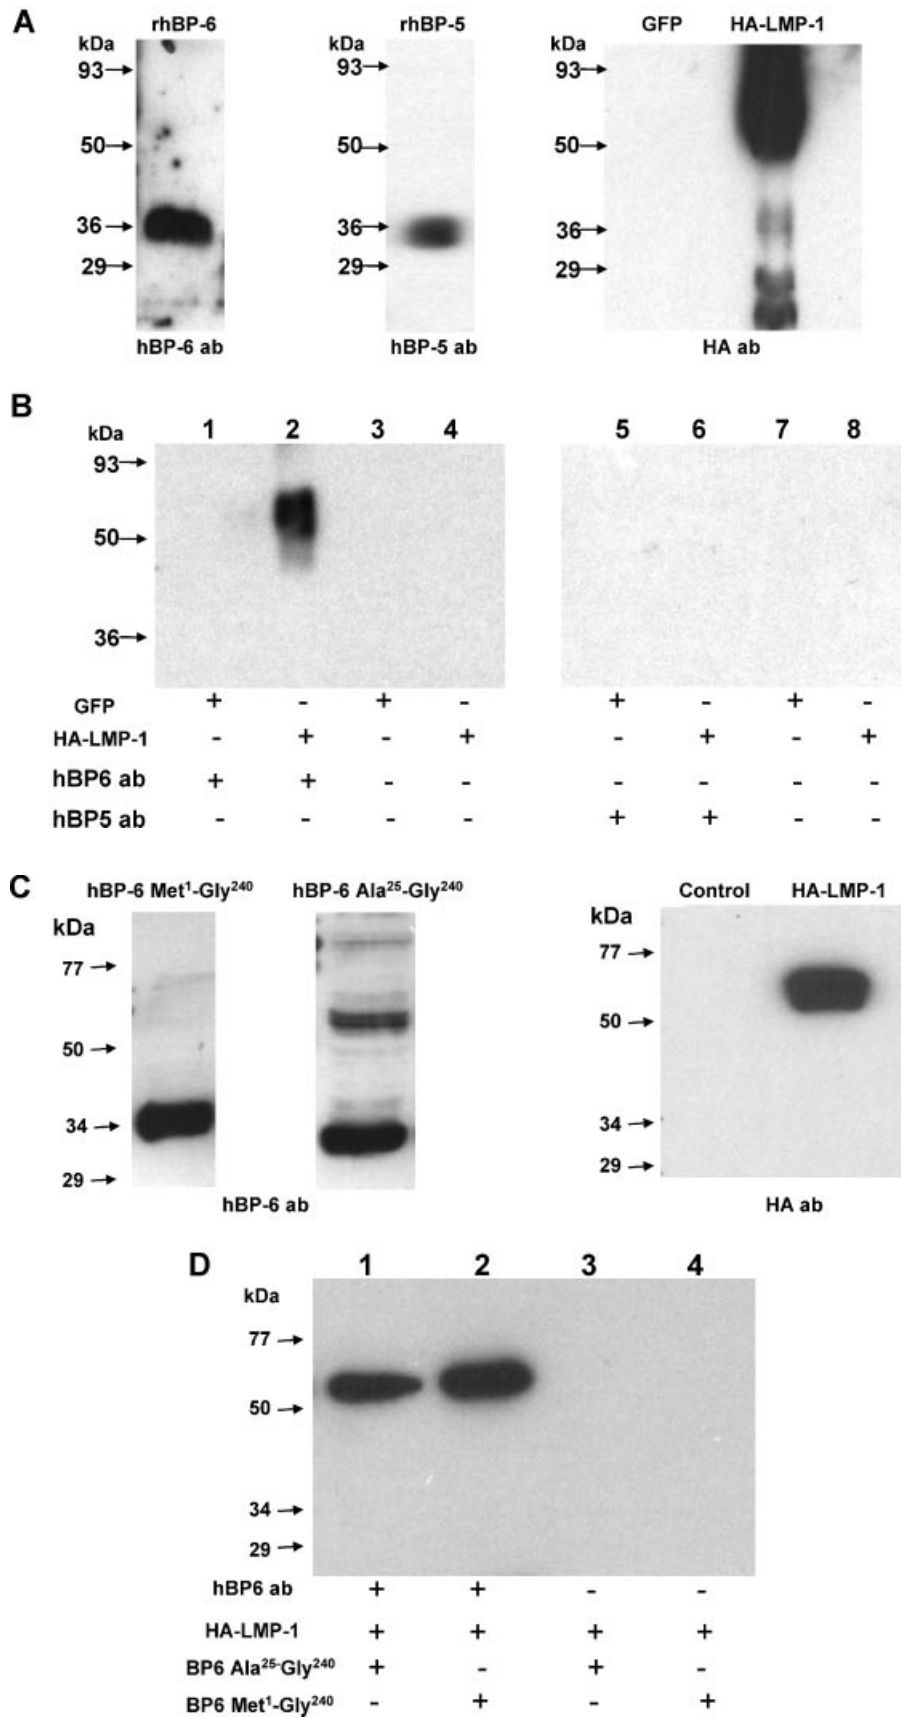 A
rhBP-6 rhBP-5 GFP HA-LMP-1
kDa kDa kDa
93 93 93
50 50 50
36 36 36
29 29 29
hBP-6 ab hBP-5 ab HA ab
B
kDa 1 2 3 4 5 6 7 8
93
50
36
GFP + - + - + - + -
HA-LMP-1 - + - + - + - +
hBP6 ab + + - - - - - -
hBP5 ab - - - - + + - -
C
hBP-6 Met¹-Gly²⁴⁰ hBP-6 Ala²⁵-Gly²⁴⁰ Control HA-LMP-1
kDa kDa
77 77
50 50
34 34
29 29
hBP-6 ab HA ab
D
1 2 3 4
kDa
77
50
34
29
hBP6 ab + + - -
HA-LMP-1 + + + +
BP6 Ala²⁵-Gly²⁴⁰ + - + -
BP6 Met¹-Gly²⁴⁰ - + - +